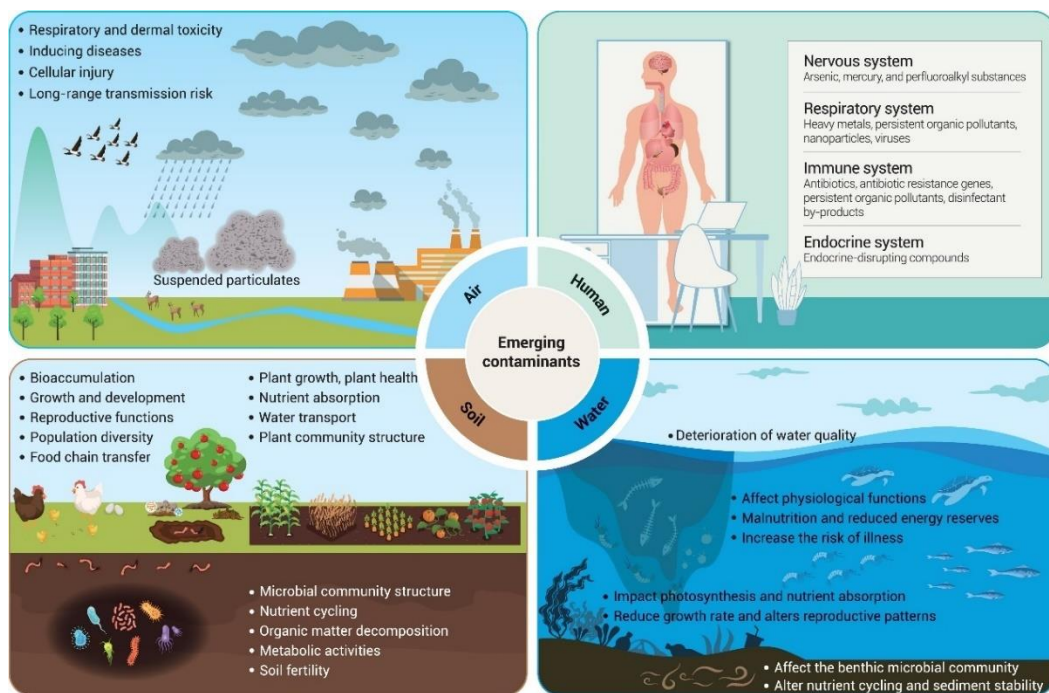 • Respiratory and dermal toxicity
• Inducing diseases
• Cellular injury
• Long-range transmission risk
Suspended particulates
Nervous system
Arsenic, mercury, and perfluoroalkyl substances
Respiratory system
Heavy metals, persistent organic pollutants,
nanoparticles, viruses
Immune system
Antibiotics, antibiotic resistance genes,
persistent organic pollutants, disinfectant
by-products
Endocrine system
Endocrine-disrupting compounds
Air
Human
Emerging
contaminants
Soil
Water
• Bioaccumulation
• Growth and development
• Reproductive functions
• Population diversity
• Food chain transfer
• Plant growth, plant health
• Nutrient absorption
• Water transport
• Plant community structure
• Microbial community structure
• Nutrient cycling
• Organic matter decomposition
• Metabolic activities
• Soil fertility
• Deterioration of water quality
• Affect physiological functions
• Malnutrition and reduced energy reserves
• Increase the risk of illness
• Impact photosynthesis and nutrient absorption
• Reduce growth rate and alters reproductive patterns
• Affect the benthic microbial community
• Alter nutrient cycling and sediment stability